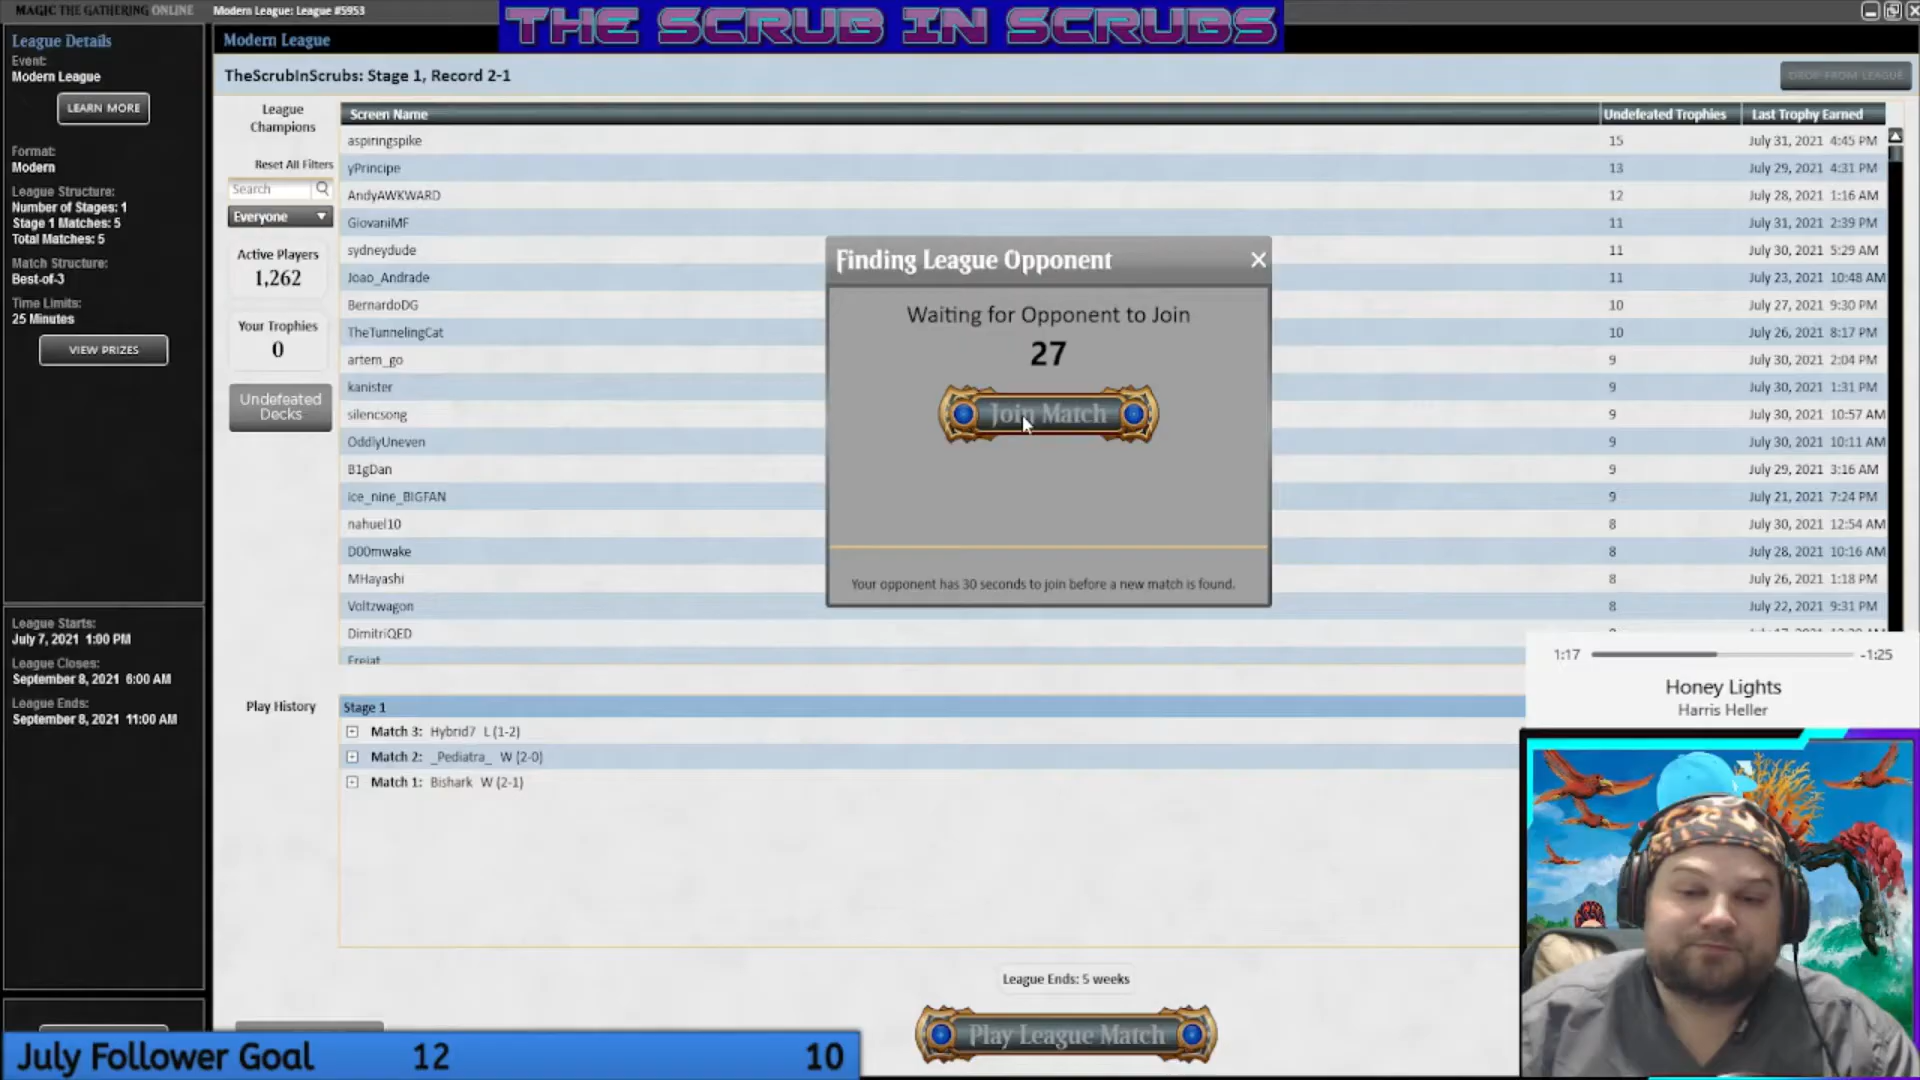 MAGIC THE GATHERING ONLINE
Modern League: League #5953
THE SCRUB IN SCRUBS
League Details
Event:
Modern League
LEARN MORE
Format:
Modern
League Structure:
Number of Stages: 1
Stage 1 Matches: 5
Total Matches: 5
Match Structure:
Best-of-3
Time Limits:
25 Minutes
VIEW PRIZES
League Starts:
July 7, 2021 1:00 PM
League Closes:
September 8, 2021 6:00 AM
League Ends:
September 8, 2021 11:00 AM
Modern League
TheScrubInScrubs: Stage 1, Record 2-1
DROP FROM LEAGUE
League
Champions
Reset All Filters
Search
Everyone
Active Players
1,262
Your Trophies
0
Undefeated
Decks
Screen Name Undefeated Trophies Last Trophy Earned
aspiringspike 15 July 31, 2021 4:45 PM
yPrincipe 13 July 29, 2021 4:31 PM
AndyAWKWARD 12 July 28, 2021 1:16 AM
GiovaniMF 11 July 31, 2021 2:39 PM
sydneydude 11 July 30, 2021 5:29 AM
Joao_Andrade 11 July 23, 2021 10:48 AM
BernardoDG 10 July 27, 2021 9:30 PM
TheTunnelingCat 10 July 26, 2021 8:17 PM
artem_go 9 July 30, 2021 2:04 PM
kanister 9 July 30, 2021 1:31 PM
silencsong 9 July 30, 2021 10:57 AM
OddlyUneven 9 July 30, 2021 10:11 AM
B1gDan 9 July 29, 2021 3:16 AM
ice_nine_BIGFAN 9 July 21, 2021 7:24 PM
nahuel10 8 July 30, 2021 12:54 AM
D00mwake 8 July 28, 2021 10:16 AM
MHayashi 8 July 26, 2021 1:18 PM
Voltzwagon 8 July 22, 2021 9:31 PM
DimitriQED
Finding League Opponent
Waiting for Opponent to Join
27
Join Match
Your opponent has 30 seconds to join before a new match is found.
Play History
Stage 1
Match 3: Hybrid7 L (1-2)
Match 2: _Pediatra_ W (2-0)
Match 1: Bishark W (2-1)
League Ends: 5 weeks
Play League Match
1:17 -1:25
Honey Lights
Harris Heller
July Follower Goal 12 10